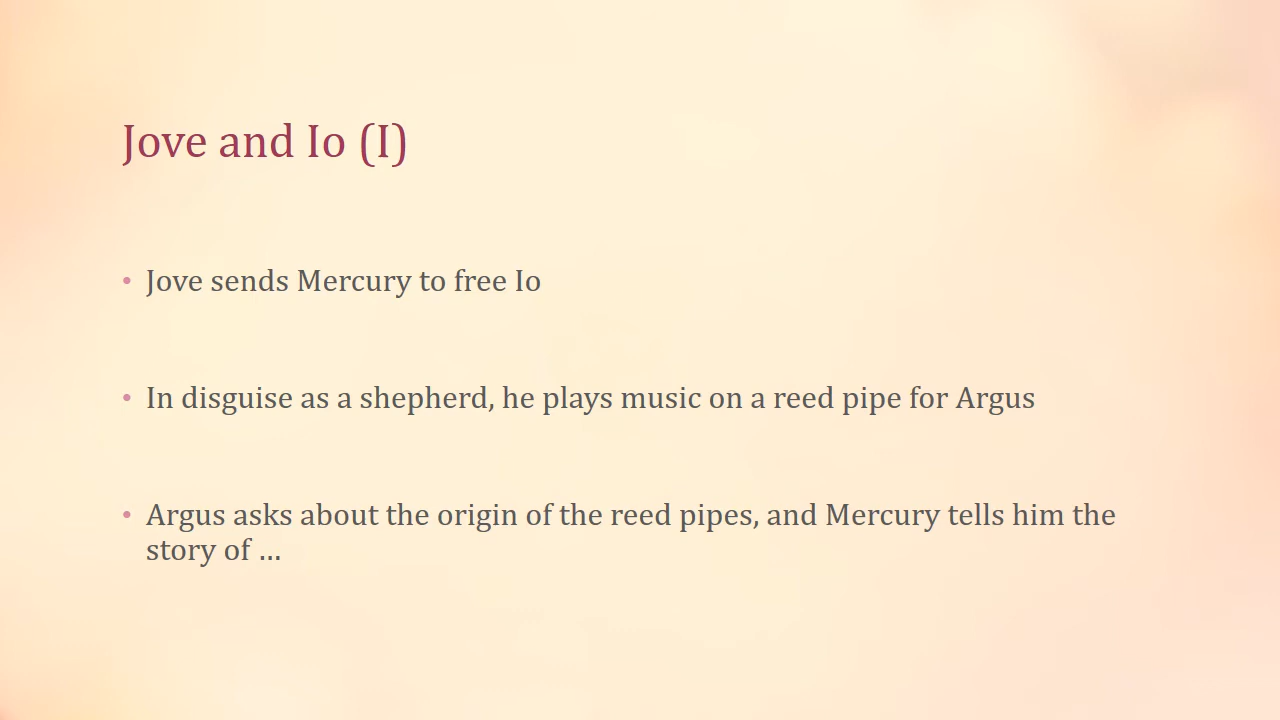 Jove and Io (I)
• Jove sends Mercury to free Io
• In disguise as a shepherd, he plays music on a reed pipe for Argus
• Argus asks about the origin of the reed pipes, and Mercury tells him the
story of …